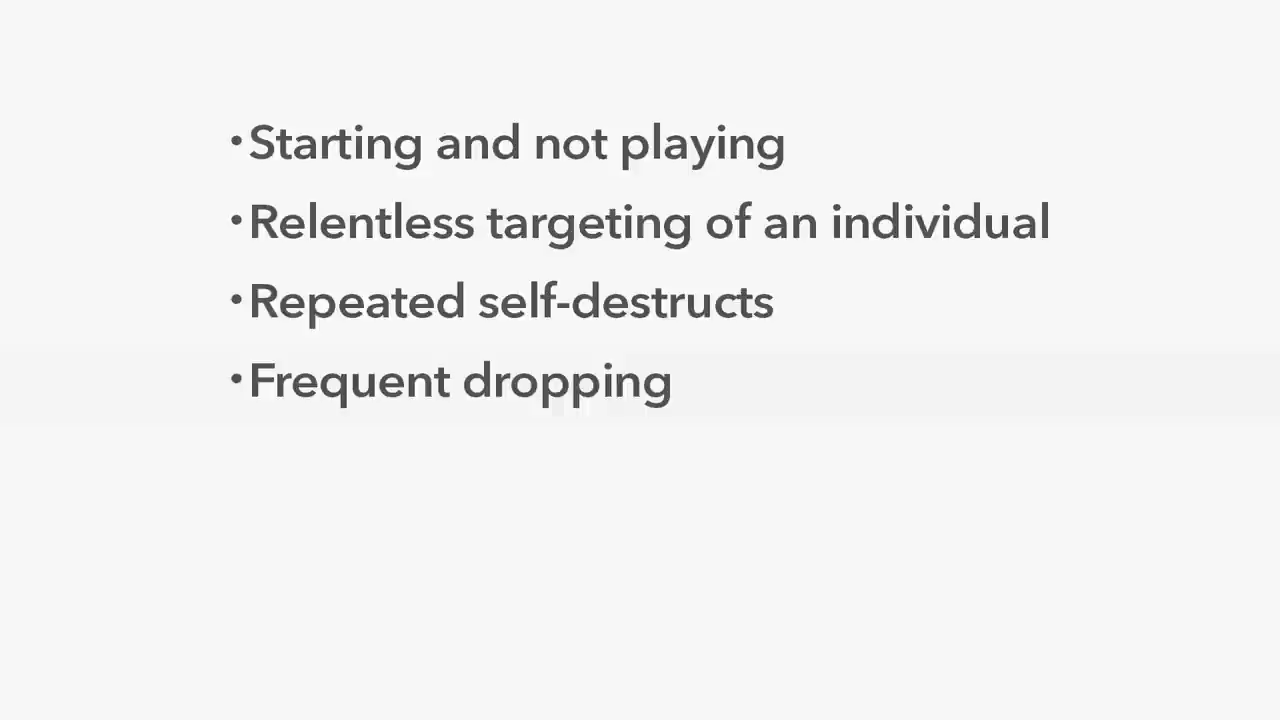 • Starting and not playing
• Relentless targeting of an individual
• Repeated self-destructs
• Frequent dropping